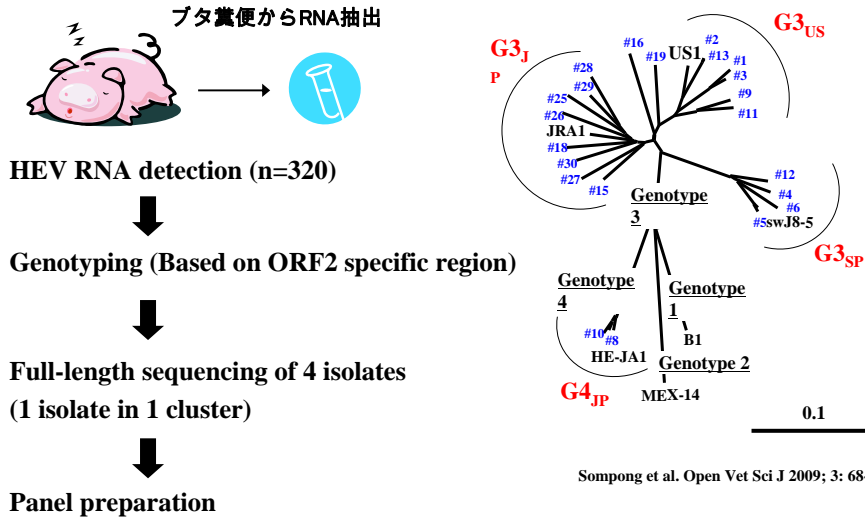 ブタ糞便からRNA抽出
HEV RNA detection (n=320)
Genotyping (Based on ORF2 specific region)
Full-length sequencing of 4 isolates
(1 isolate in 1 cluster)
Panel preparation
G3J
P
#28
#29
#25
#26
JRA1
#18
#30
#27
#15
#16
#19
US1
#2
#13
#1
#3
#9
#11
G3US
#12
#4
#6
#5
swJ8-5
G3SP
Genotype
3
Genotype
4
#10
#8
HE-JA1
G4JP
Genotype
1
B1
Genotype 2
MEX-14
0.1
Sompong et al. Open Vet Sci J 2009; 3: 68